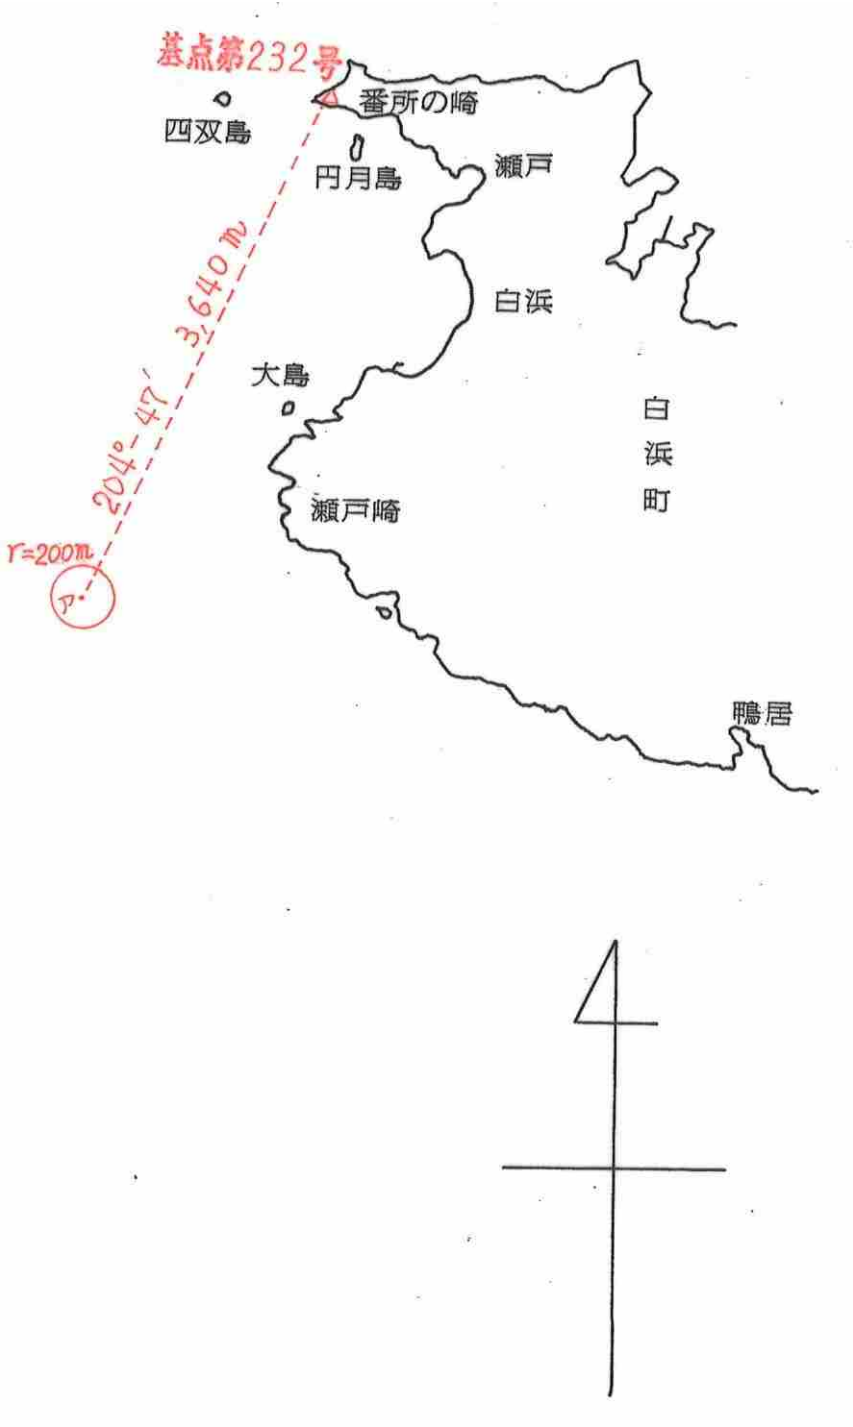 基点第232号
番所の崎
四双島
円月島
瀬戸
3,640m
白浜
大島
204°-47′
白浜町
瀬戸崎
r=200m
ア
鴨居